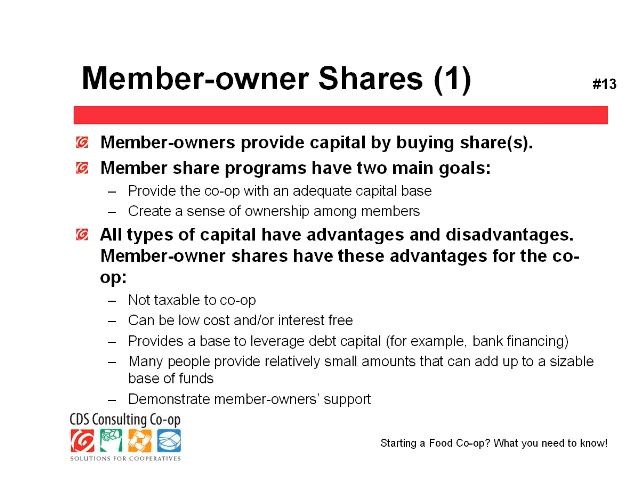 Member-owner Shares (1)
#13
Member-owners provide capital by buying share(s).
Member share programs have two main goals:
– Provide the co-op with an adequate capital base
– Create a sense of ownership among members
All types of capital have advantages and disadvantages.
Member-owner shares have these advantages for the co-
op:
– Not taxable to co-op
– Can be low cost and/or interest free
– Provides a base to leverage debt capital (for example, bank financing)
– Many people provide relatively small amounts that can add up to a sizable
base of funds
– Demonstrate member-owners' support
CDS Consulting Co-op
SOLUTIONS FOR COOPERATIVES
Starting a Food Co-op? What you need to know!